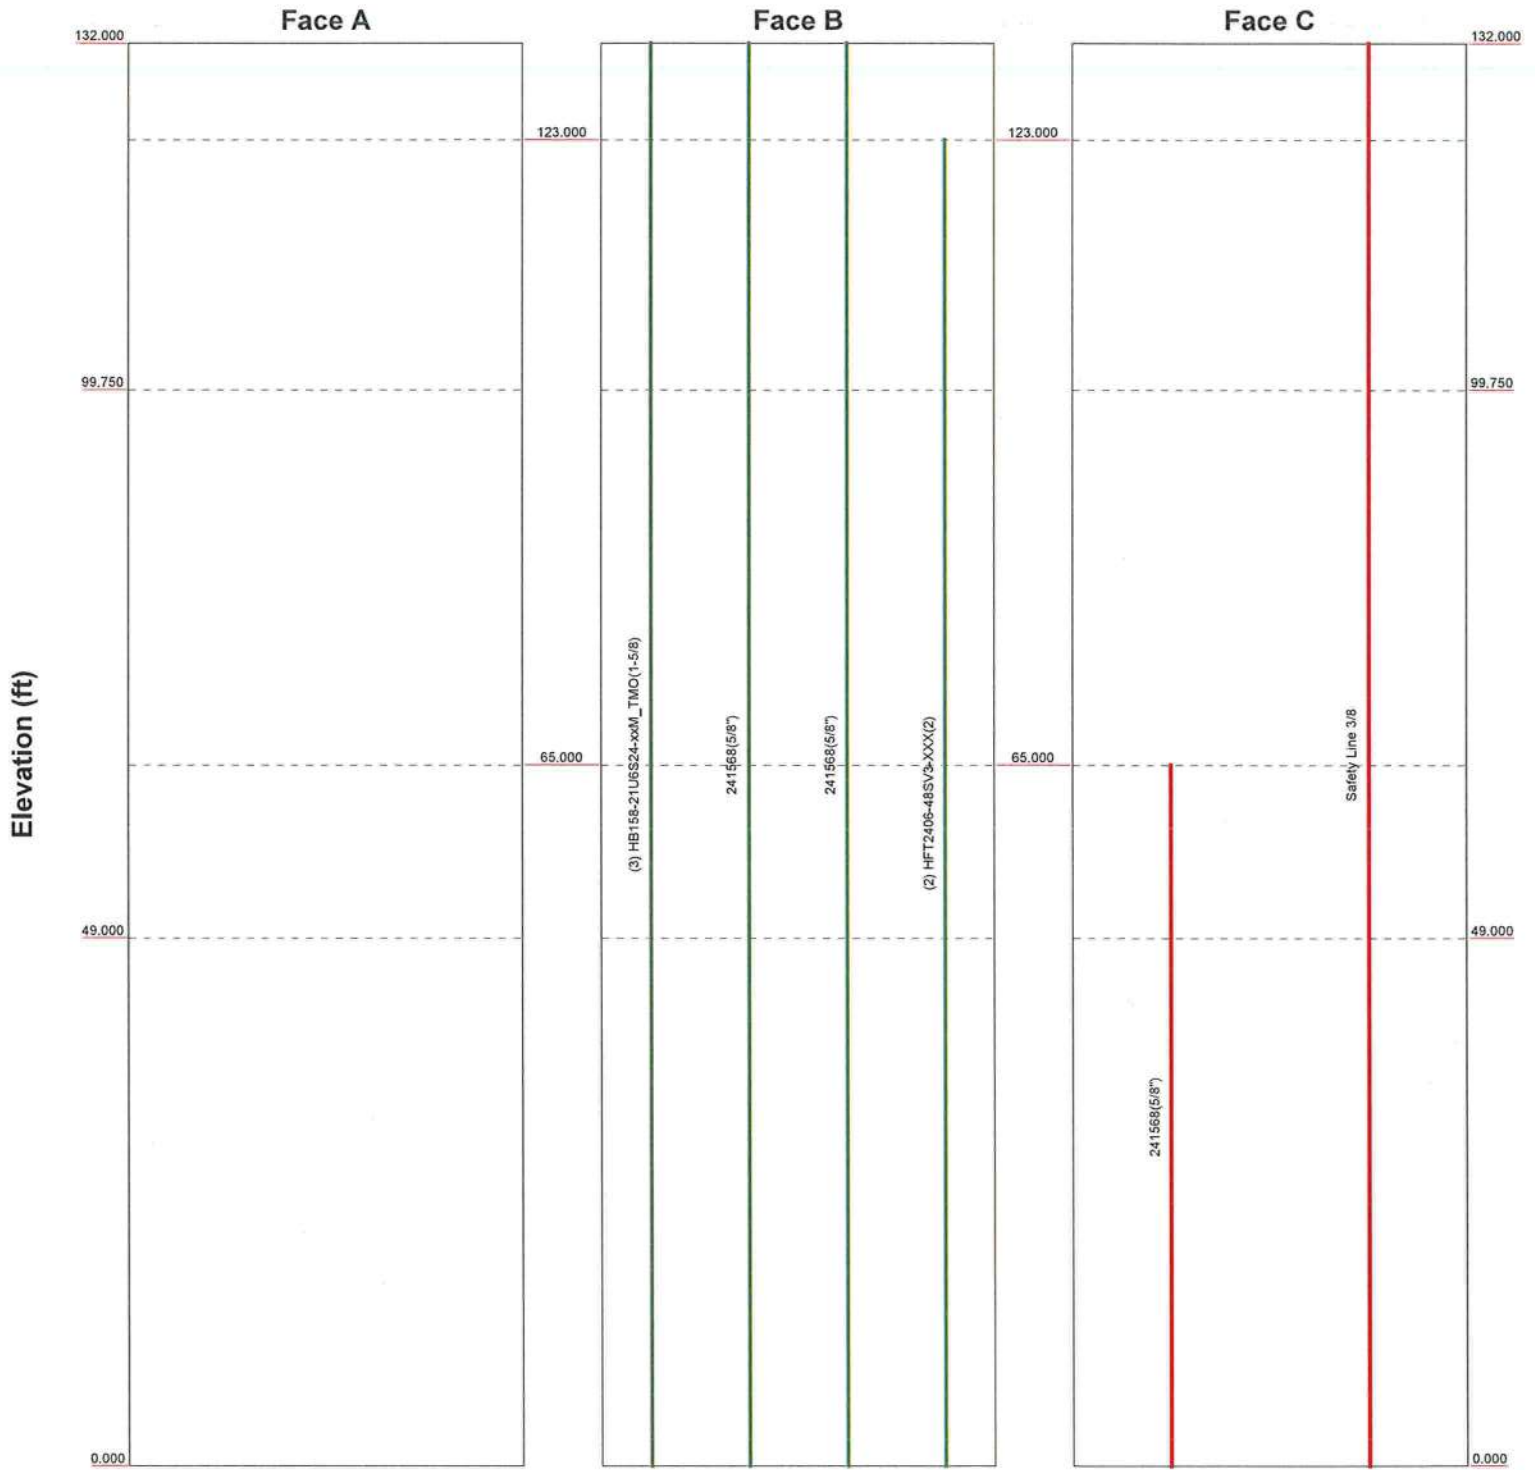 Face A
Face B
Face C
132.000
132.000
123.000
123.000
99.750
99.750
(3) HB158-21U6S24-xxM_TMO(1-5/8)
241568(5/8")
241568(5/8")
(2) HFT2406-48SV3-XXX(2)
Safety Line 3/8
Elevation (ft)
65.000
65.000
49.000
49.000
241568(5/8")
0.000
0.000